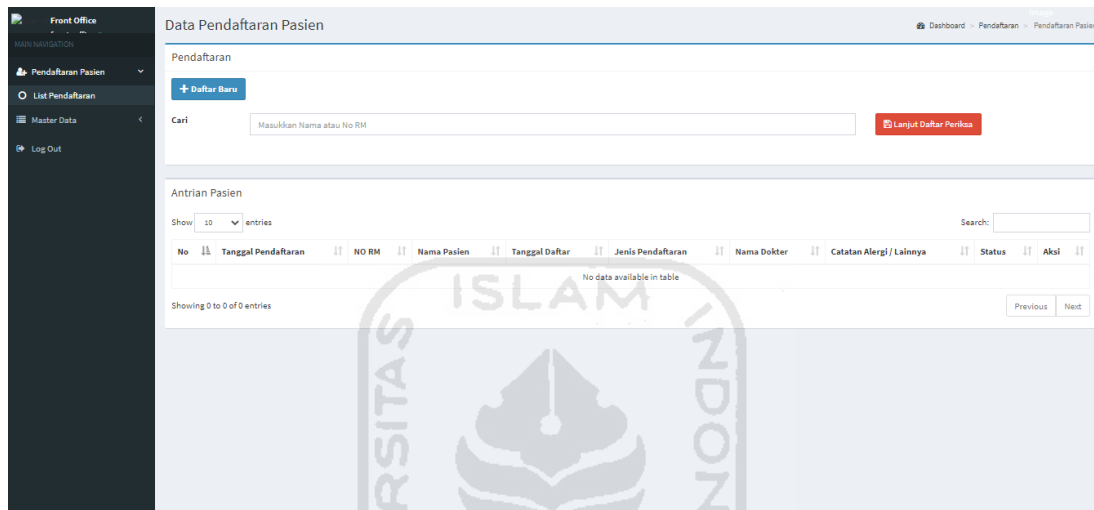 Front Office
MAIN NAVIGATION
Pendaftaran Pasien
List Pendaftaran
Master Data
Log Out
Data Pendaftaran Pasien
Dashboard > Pendaftaran > Pendaftaran Pasien
Pendaftaran
+ Daftar Baru
Cari Masukkan Nama atau No RM Lanjut Daftar Periksa
Antrian Pasien
Show 10 entries Search:
No Tanggal Pendaftaran NO RM Nama Pasien Tanggal Daftar Jenis Pendaftaran Nama Dokter Catatan Alergi / Lainnya Status Aksi
No data available in table
Showing 0 to 0 of 0 entries Previous Next
ISLAM
INDON
RSITAS